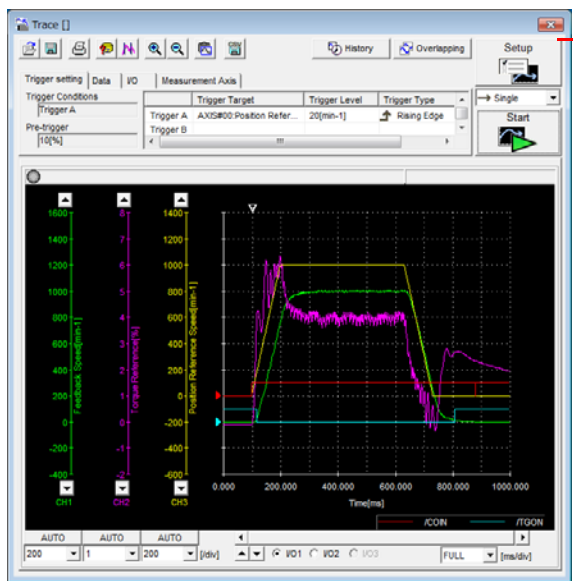 Trace []
History
Overlapping
Setup
Trigger setting
Data
I/O
Measurement Axis
Single
Start
Trigger Conditions
Trigger A
Pre-trigger
10[%]
Trigger Target Trigger Level Trigger Type
Trigger A AXIS#00:Position Refer... 20[min-1] Rising Edge
Trigger B
1600 8 1400
1400 7 1200
1200 6 1000
1000 5 800
800 4 600
600 3 400
400 2 200
200 1 0
0 0 -200
-200 -1 -400
-400 -2 -600
Feedback Speed[min-1]
Torque Reference[%]
Position Reference Speed[min-1]
CH1 CH2 CH3
0.000 200.000 400.000 600.000 800.000 1000.000
Time[ms]
/COIN /TGON
AUTO AUTO AUTO
200 1 200 [/div] I/O1 I/O2 I/O3 FULL [ms/div]